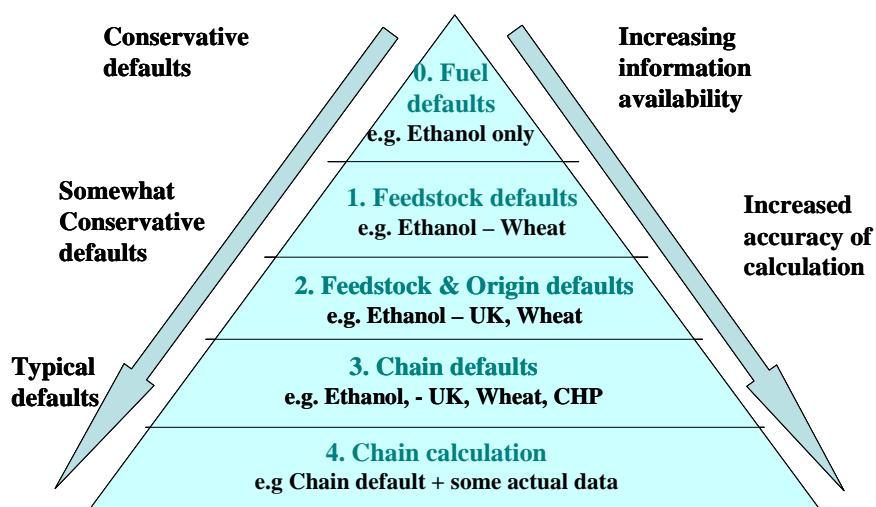 Conservative
defaults
Increasing
information
availability
0. Fuel
defaults
e.g. Ethanol only
Somewhat
Conservative
defaults
1. Feedstock defaults
e.g. Ethanol – Wheat
Increased
accuracy of
calculation
2. Feedstock & Origin defaults
e.g. Ethanol – UK, Wheat
Typical
defaults
3. Chain defaults
e.g. Ethanol, - UK, Wheat, CHP
4. Chain calculation
e.g Chain default + some actual data